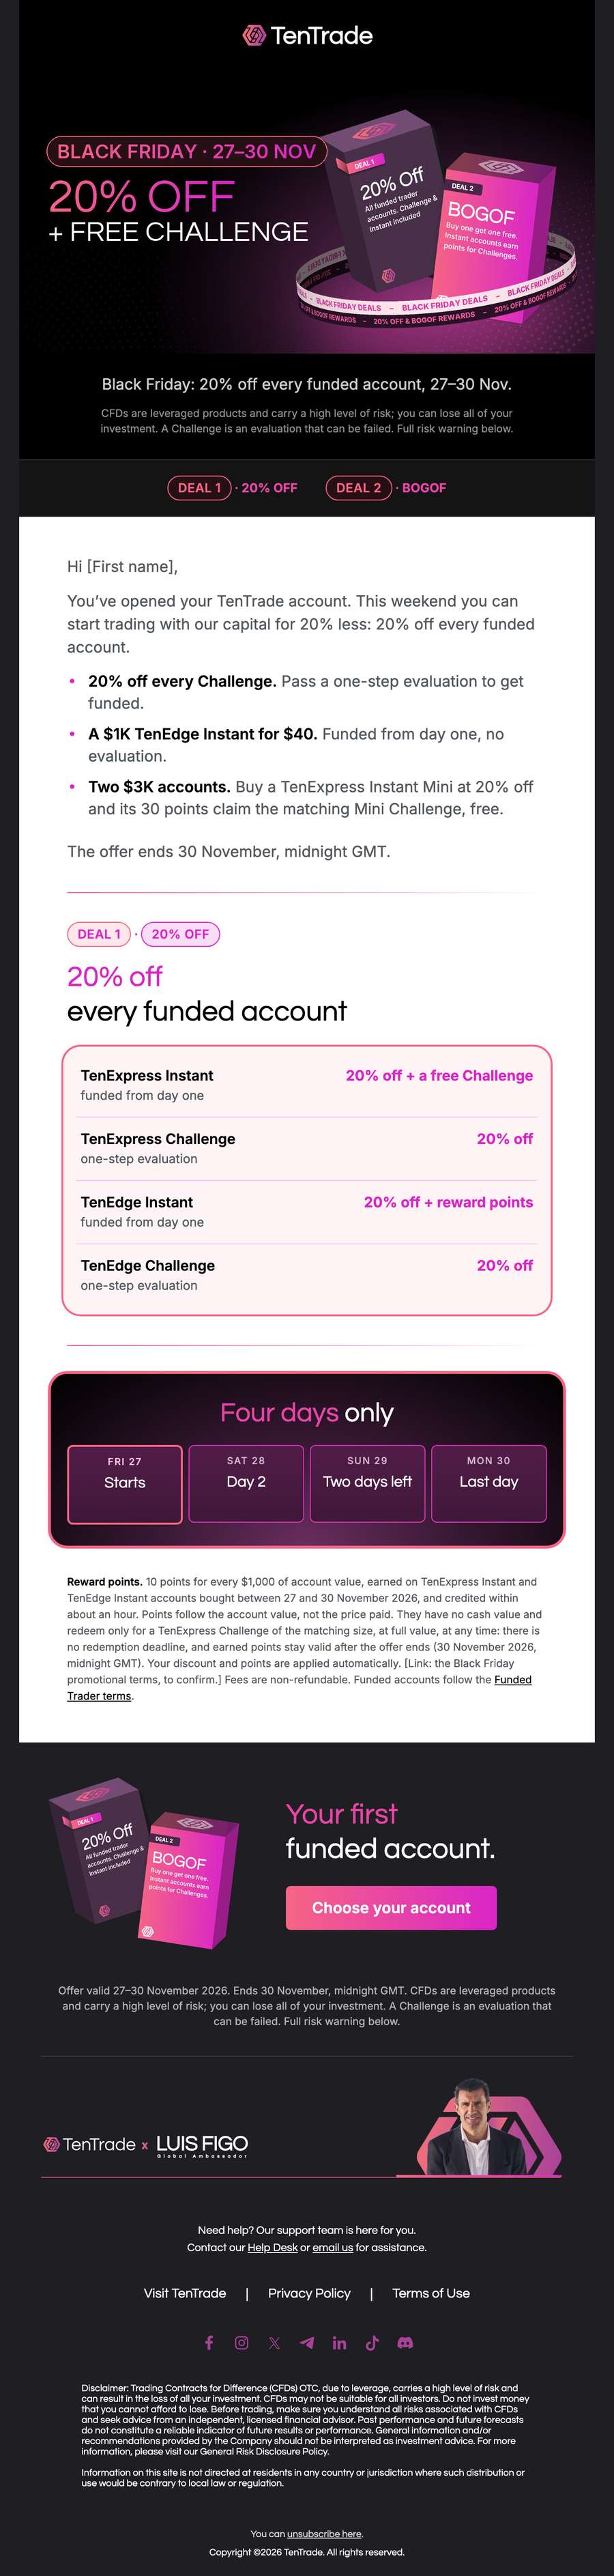 TenTrade
BLACK FRIDAY · 27–30 NOV
20% OFF
+ FREE CHALLENGE
DEAL 1
20% Off
All funded trader
accounts. Challenge &
Instant included
DEAL 2
BOGOF
Buy one get one free.
Instant accounts earn
points for Challenges.
BLACK FRIDAY DEALS – BLACK FRIDAY DEALS – BLACK FRIDAY DEALS
20% OFF & BOGOF REWARDS – 20% OFF & BOGOF REWARDS
Black Friday: 20% off every funded account, 27–30 Nov.
CFDs are leveraged products and carry a high level of risk; you can lose all of your
investment. A Challenge is an evaluation that can be failed. Full risk warning below.
DEAL 1 · 20% OFF DEAL 2 · BOGOF
Hi [First name],
You’ve opened your TenTrade account. This weekend you can
start trading with our capital for 20% less: 20% off every funded
account.
• 20% off every Challenge. Pass a one-step evaluation to get
funded.
• A $1K TenEdge Instant for $40. Funded from day one, no
evaluation.
• Two $3K accounts. Buy a TenExpress Instant Mini at 20% off
and its 30 points claim the matching Mini Challenge, free.
The offer ends 30 November, midnight GMT.
DEAL 1 · 20% OFF
20% off
every funded account
TenExpress Instant 20% off + a free Challenge
funded from day one
TenExpress Challenge 20% off
one-step evaluation
TenEdge Instant 20% off + reward points
funded from day one
TenEdge Challenge 20% off
one-step evaluation
Four days only
FRI 27 SAT 28 SUN 29 MON 30
Starts Day 2 Two days left Last day
Reward points. 10 points for every $1,000 of account value, earned on TenExpress Instant and
TenEdge Instant accounts bought between 27 and 30 November 2026, and credited within
about an hour. Points follow the account value, not the price paid. They have no cash value and
redeem only for a TenExpress Challenge of the matching size, at full value, at any time: there is
no redemption deadline, and earned points stay valid after the offer ends (30 November 2026,
midnight GMT). Your discount and points are applied automatically. [Link: the Black Friday
promotional terms, to confirm.] Fees are non-refundable. Funded accounts follow the Funded
Trader terms.
DEAL 1
20% Off
All funded trader
accounts. Challenge &
Instant included
DEAL 2
BOGOF
Buy one get one free.
Instant accounts earn
points for Challenges.
Your first
funded account.
Choose your account
Offer valid 27–30 November 2026. Ends 30 November, midnight GMT. CFDs are leveraged products
and carry a high level of risk; you can lose all of your investment. A Challenge is an evaluation that
can be failed. Full risk warning below.
TenTrade x LUIS FIGO
Global Ambassador
Need help? Our support team is here for you.
Contact our Help Desk or email us for assistance.
Visit TenTrade | Privacy Policy | Terms of Use
Disclaimer: Trading Contracts for Difference (CFDs) OTC, due to leverage, carries a high level of risk and
can result in the loss of all your investment. CFDs may not be suitable for all investors. Do not invest money
that you cannot afford to lose. Before trading, make sure you understand all risks associated with CFDs
and seek advice from an independent, licensed financial advisor. Past performance and future forecasts
do not constitute a reliable indicator of future results or performance. General information and/or
recommendations provided by the Company should not be interpreted as investment advice. For more
information, please visit our General Risk Disclosure Policy.
Information on this site is not directed at residents in any country or jurisdiction where such distribution or
use would be contrary to local law or regulation.
You can unsubscribe here.
Copyright ©2026 TenTrade. All rights reserved.